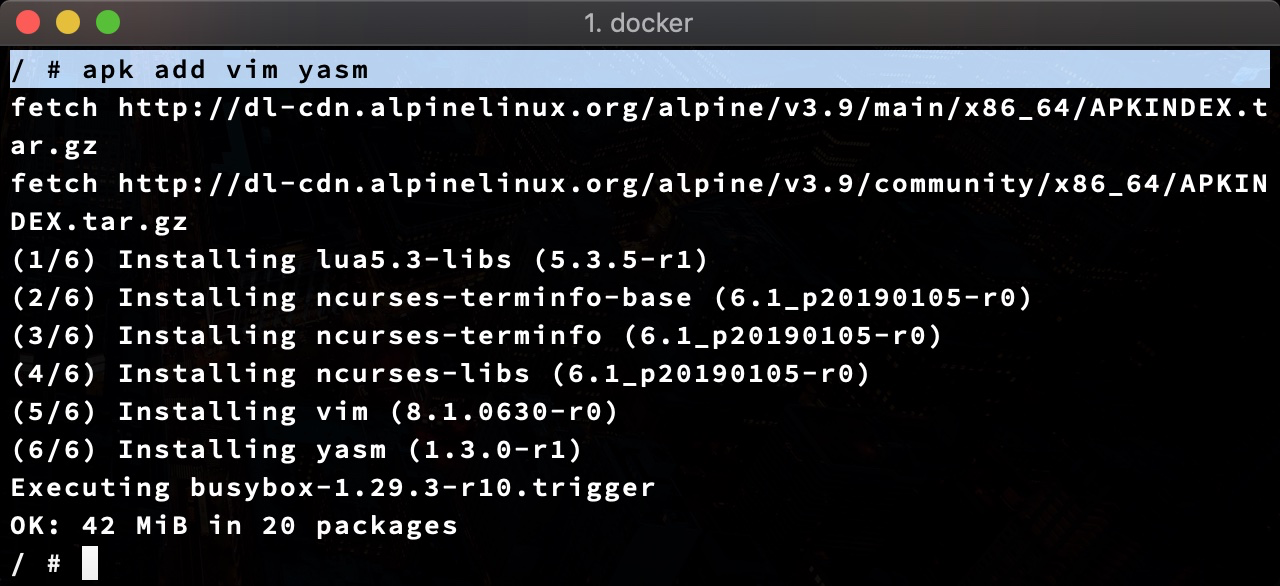 1. docker
/ # apk add vim yasm
fetch http://dl-cdn.alpinelinux.org/alpine/v3.9/main/x86_64/APKINDEX.t
ar.gz
fetch http://dl-cdn.alpinelinux.org/alpine/v3.9/community/x86_64/APKIN
DEX.tar.gz
(1/6) Installing lua5.3-libs (5.3.5-r1)
(2/6) Installing ncurses-terminfo-base (6.1_p20190105-r0)
(3/6) Installing ncurses-terminfo (6.1_p20190105-r0)
(4/6) Installing ncurses-libs (6.1_p20190105-r0)
(5/6) Installing vim (8.1.0630-r0)
(6/6) Installing yasm (1.3.0-r1)
Executing busybox-1.29.3-r10.trigger
OK: 42 MiB in 20 packages
/ #